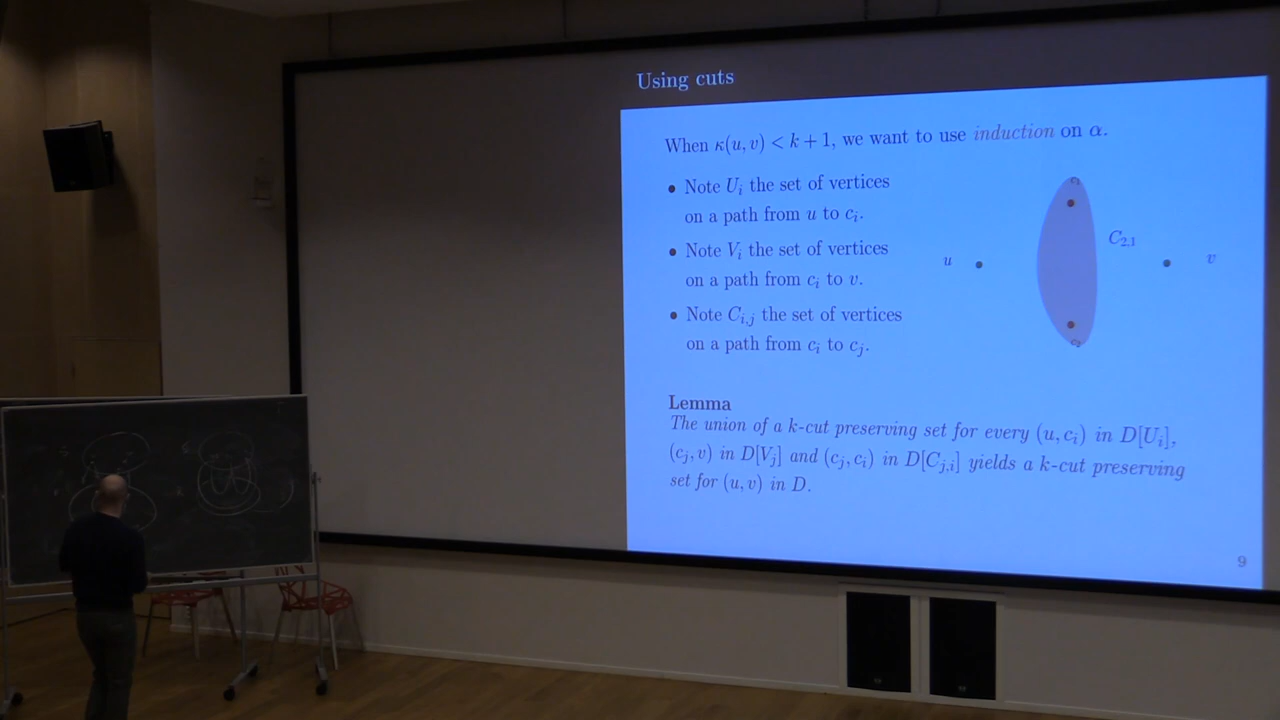 Using cuts
When κ(u, v) < k + 1, we want to use induction on α.
• Note U_i the set of vertices
on a path from u to c_i.
• Note V_i the set of vertices
on a path from c_i to v.
• Note C_{i,j} the set of vertices
on a path from c_i to c_j.
c_1
C_{2,1}
u
v
c_2
Lemma
The union of a k-cut preserving set for every (u, c_i) in D[U_i],
(c_j, v) in D[V_j] and (c_j, c_i) in D[C_{j,i}] yields a k-cut preserving
set for (u, v) in D.
9